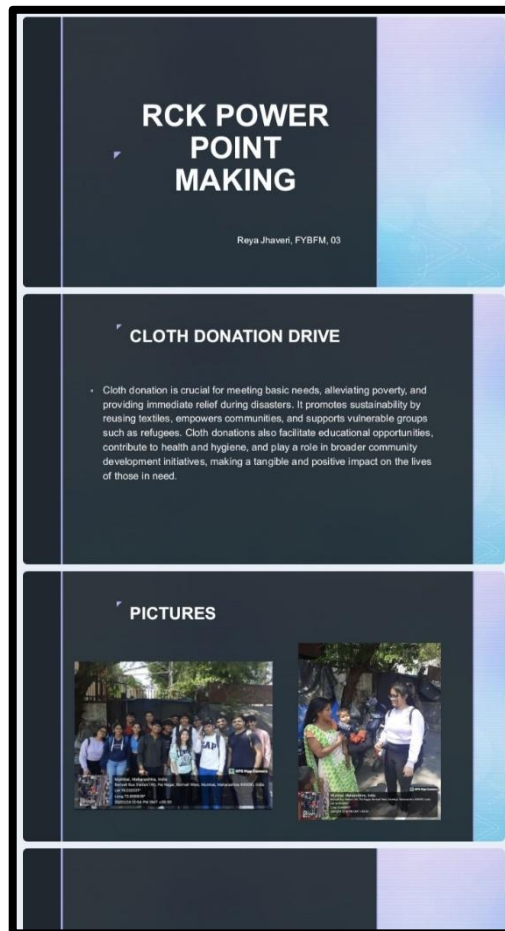 RCK POWER
POINT
MAKING
Reya Jhaveri, FYBFM, 03
CLOTH DONATION DRIVE
• Cloth donation is crucial for meeting basic needs, alleviating poverty, and
providing immediate relief during disasters. It promotes sustainability by
reusing textiles, empowers communities, and supports vulnerable groups
such as refugees. Cloth donations also facilitate educational opportunities,
contribute to health and hygiene, and play a role in broader community
development initiatives, making a tangible and positive impact on the lives
of those in need.
PICTURES
GAP
GPS Map Camera
Mumbai, Maharashtra, India
GPS Map Camera
Mumbai, Maharashtra, India